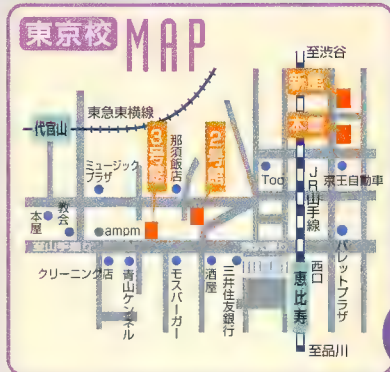 東京校 MAP
至渋谷
新館
本館
東急東横線
代官山
3号館
那須飯店
2号館
ミュージックプラザ
Too
JR山手線
京王自動車
教会
本屋
ampm
クリーニング店
青山ケンネル
モスバーガー
酒屋
三井住友銀行
西口
恵比寿
パレットプラザ
至品川